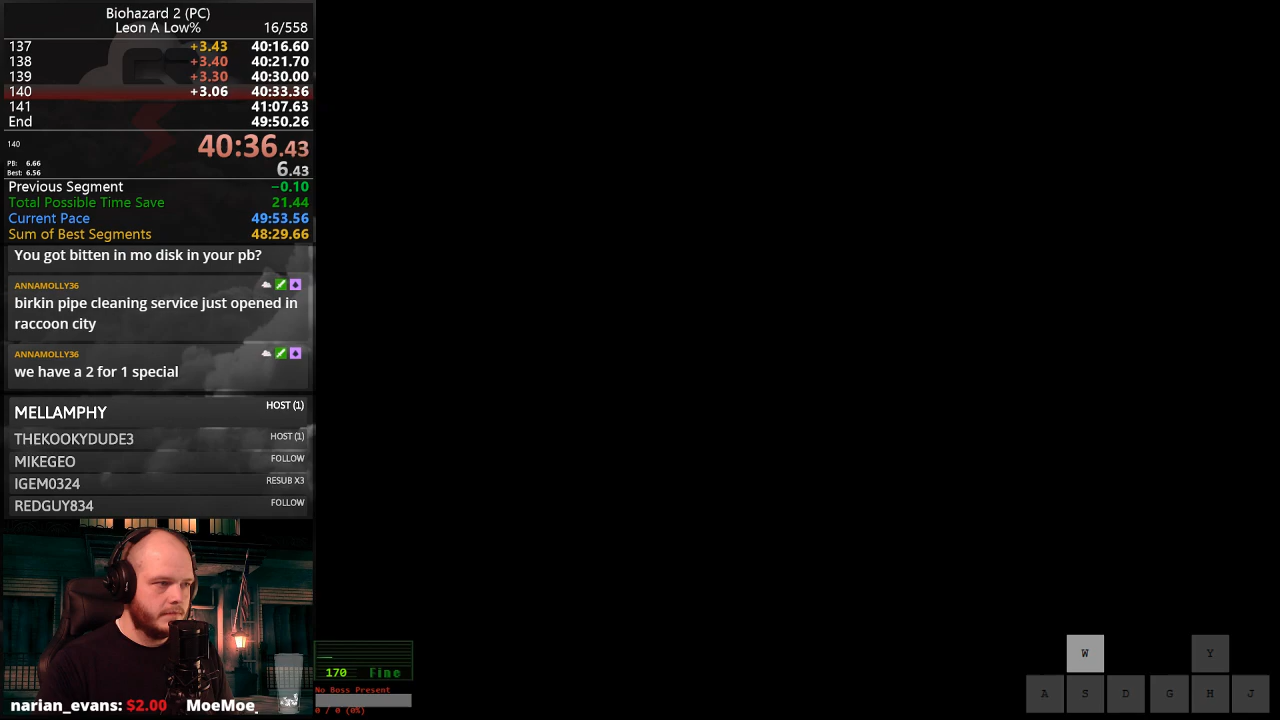 Biohazard 2 (PC)
Leon A Low% 16/558
137 +3.43 40:16.60
138 +3.40 40:21.70
139 +3.30 40:30.00
140 +3.06 40:33.36
141 41:07.63
End 49:50.26
140 40:36.43
PB: 6.66
Best: 6.56
6.43
Previous Segment −0.10
Total Possible Time Save 21.44
Current Pace 49:53.56
Sum of Best Segments 48:29.66
You got bitten in mo disk in your pb?
ANNAMOLLY36
birkin pipe cleaning service just opened in
raccoon city
ANNAMOLLY36
we have a 2 for 1 special
MELLAMPHY HOST (1)
THEKOOKYDUDE3 HOST (1)
MIKEGEO FOLLOW
IGEM0324 RESUB X3
REDGUY834 FOLLOW
170 Fine
No Boss Present
0 / 0 (0%)
narian_evans: $2.00 MoeMoe_
W Y
A S D G H J